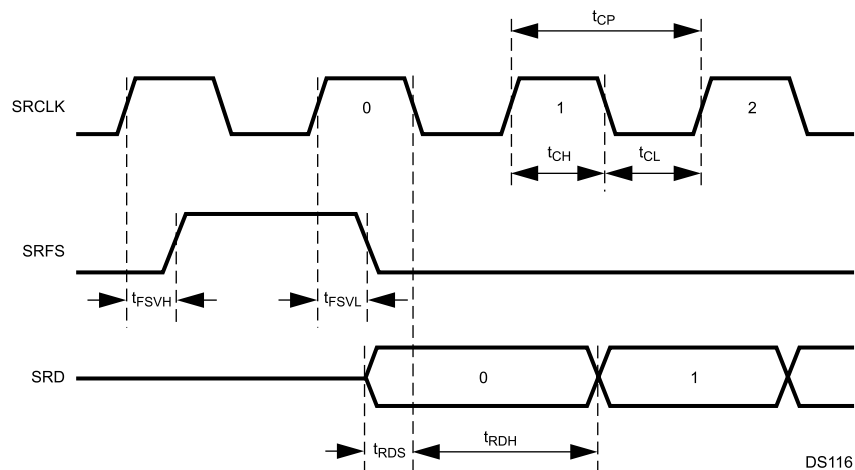 tCP
SRCLK
0
1
2
tCH
tCL
SRFS
tFSVH
tFSVL
SRD
0
1
tRDS
tRDH
DS116